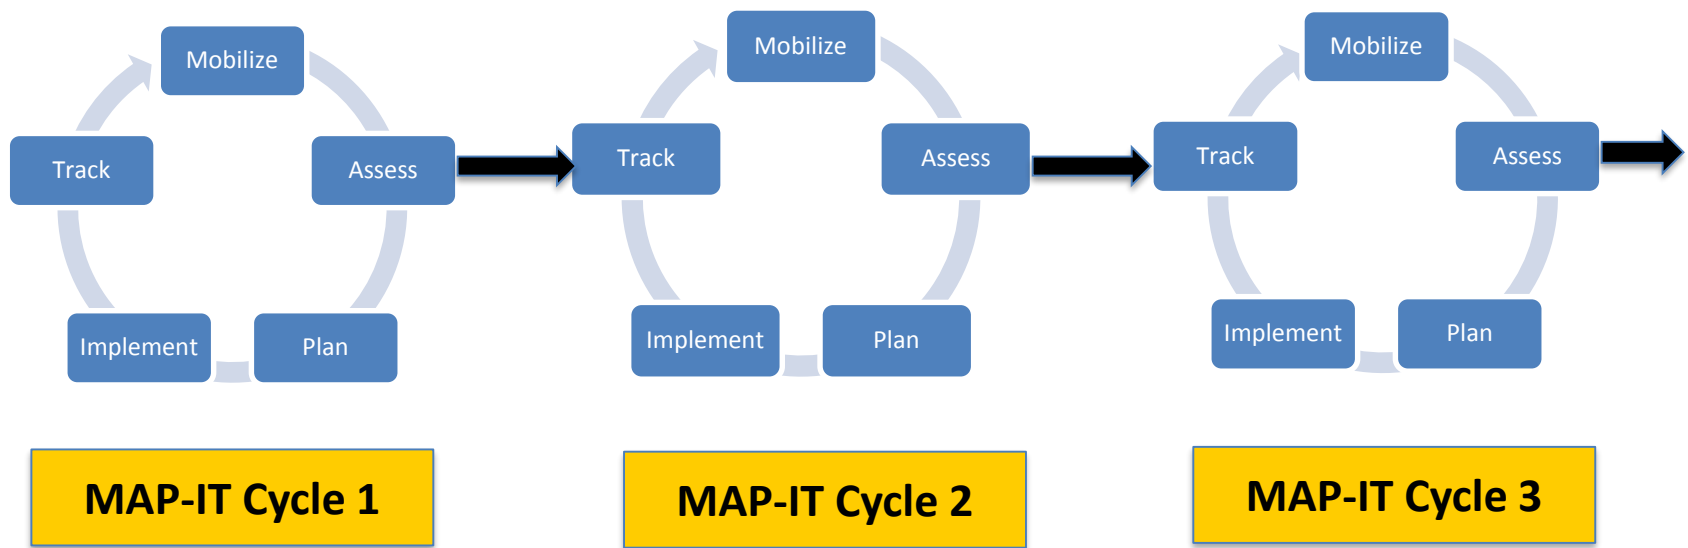 Mobilize
Assess
Plan
Implement
Track
MAP-IT Cycle 1
Mobilize
Assess
Plan
Implement
Track
MAP-IT Cycle 2
Mobilize
Assess
Plan
Implement
Track
MAP-IT Cycle 3